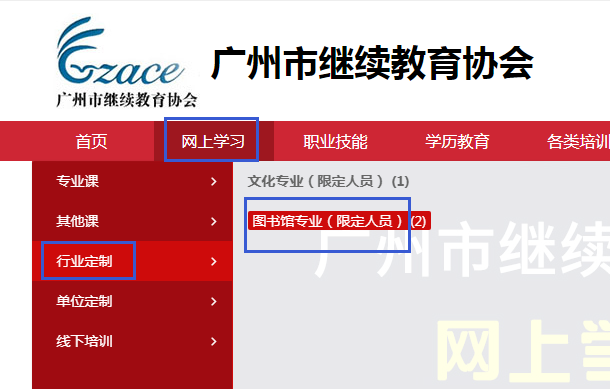 Gzace
广州市继续教育协会
广州市继续教育协会
首页 网上学习 职业技能 学历教育 各类培训
专业课
其他课
行业定制
单位定制
线下培训
文化专业（限定人员） (1)
图书馆专业（限定人员） (2)
广州市继续
网上学